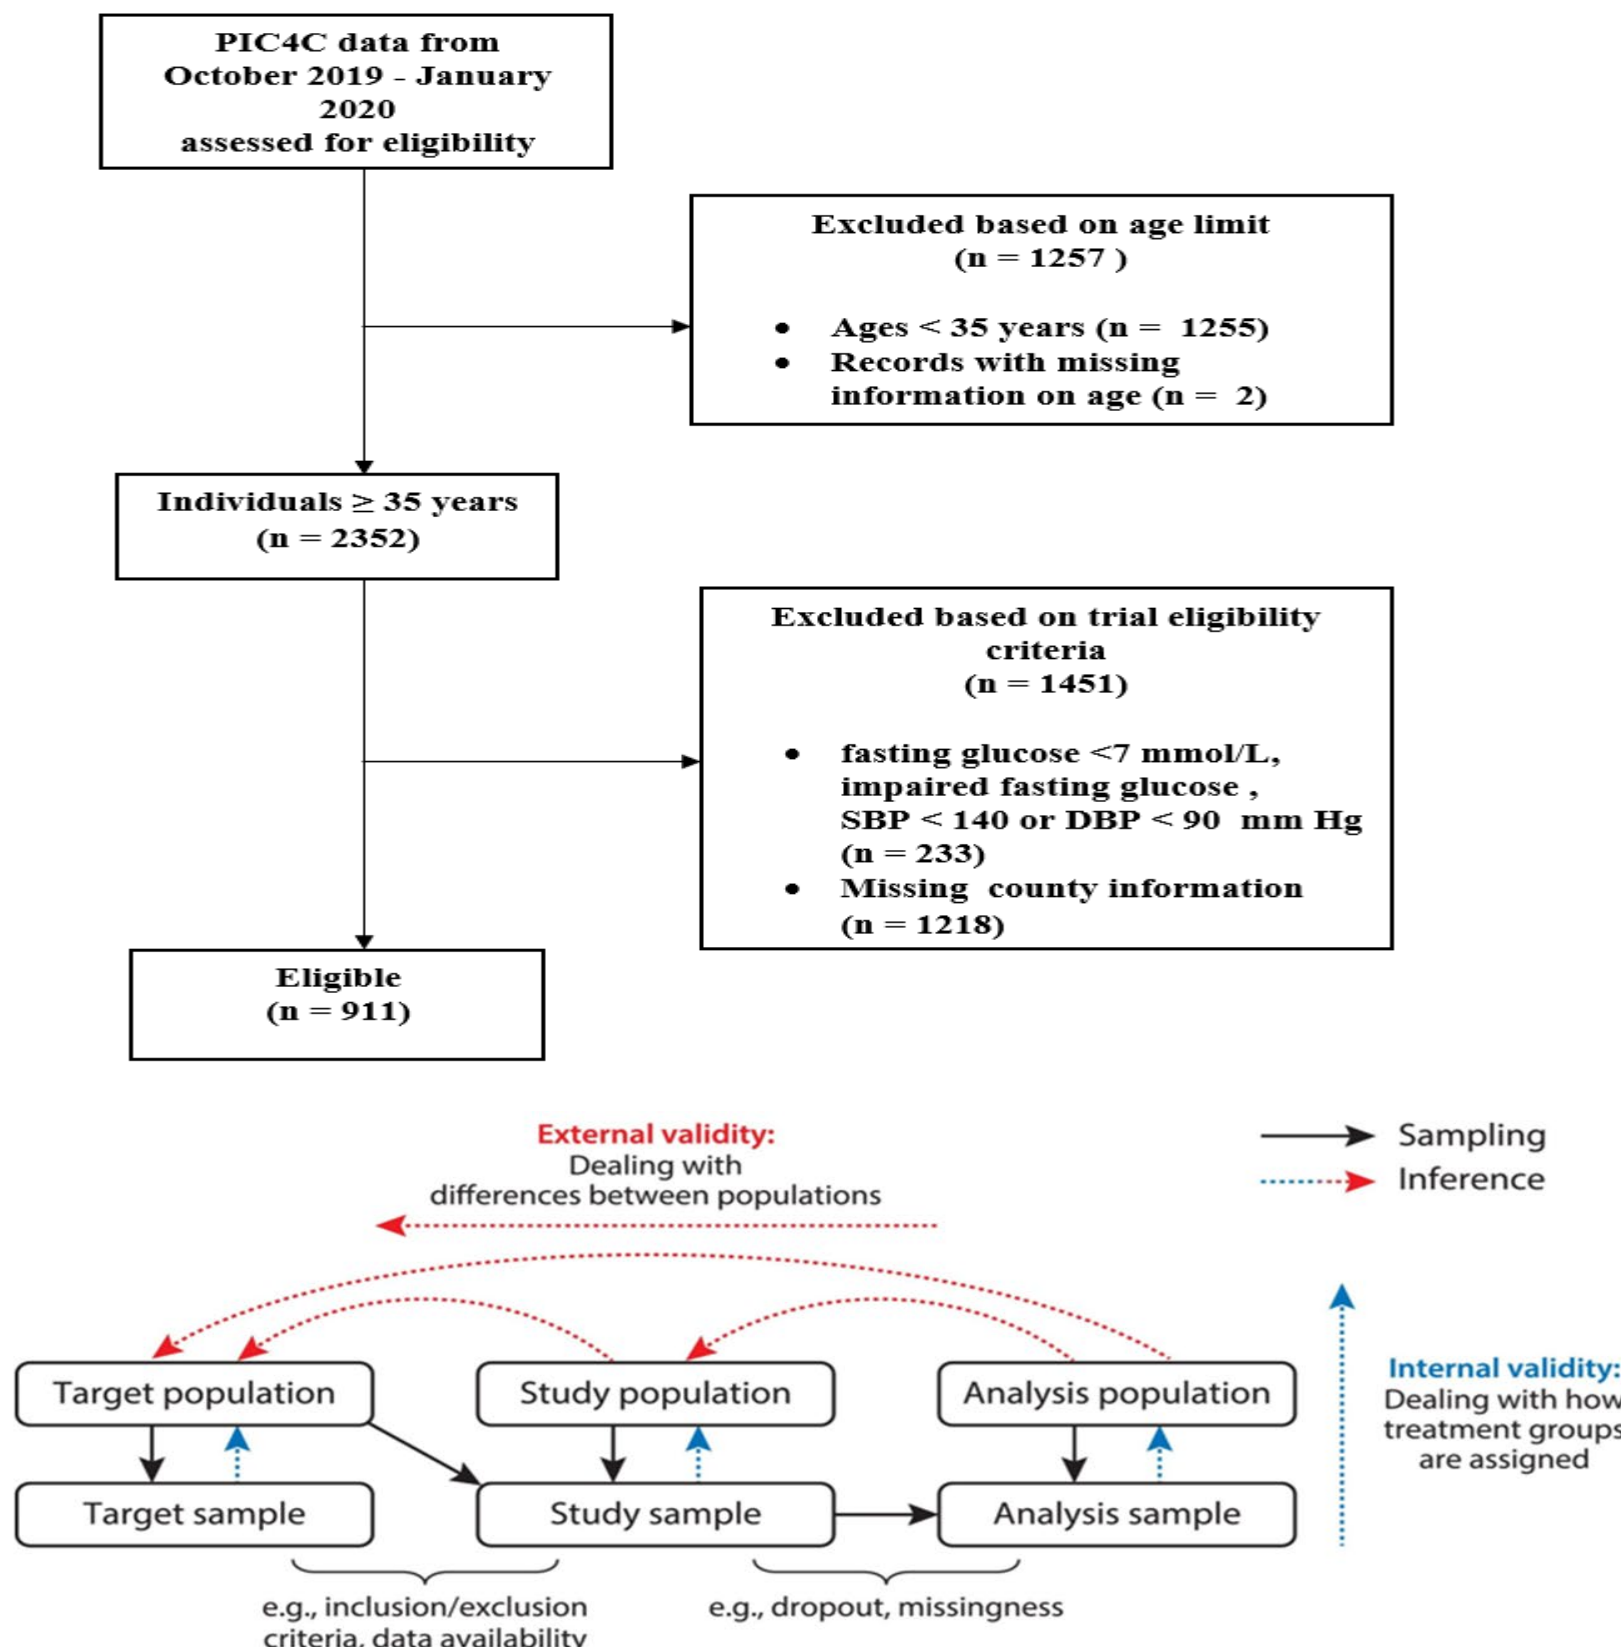 PIC4C data from
October 2019 - January
2020
assessed for eligibility
Excluded based on age limit
(n = 1257 )
• Ages < 35 years (n =  1255)
• Records with missing
information on age (n =  2)
Individuals ≥ 35 years
(n = 2352)
Excluded based on trial eligibility
criteria
(n = 1451)
• fasting glucose <7 mmol/L,
impaired fasting glucose ,
SBP < 140 or DBP < 90  mm Hg
(n = 233)
• Missing  county information
(n = 1218)
Eligible
(n = 911)
External validity:
Dealing with
differences between populations
Sampling
Inference
Target population
Study population
Analysis population
Internal validity:
Dealing with how
treatment groups
are assigned
Target sample
Study sample
Analysis sample
e.g., inclusion/exclusion
criteria, data availability
e.g., dropout, missingness